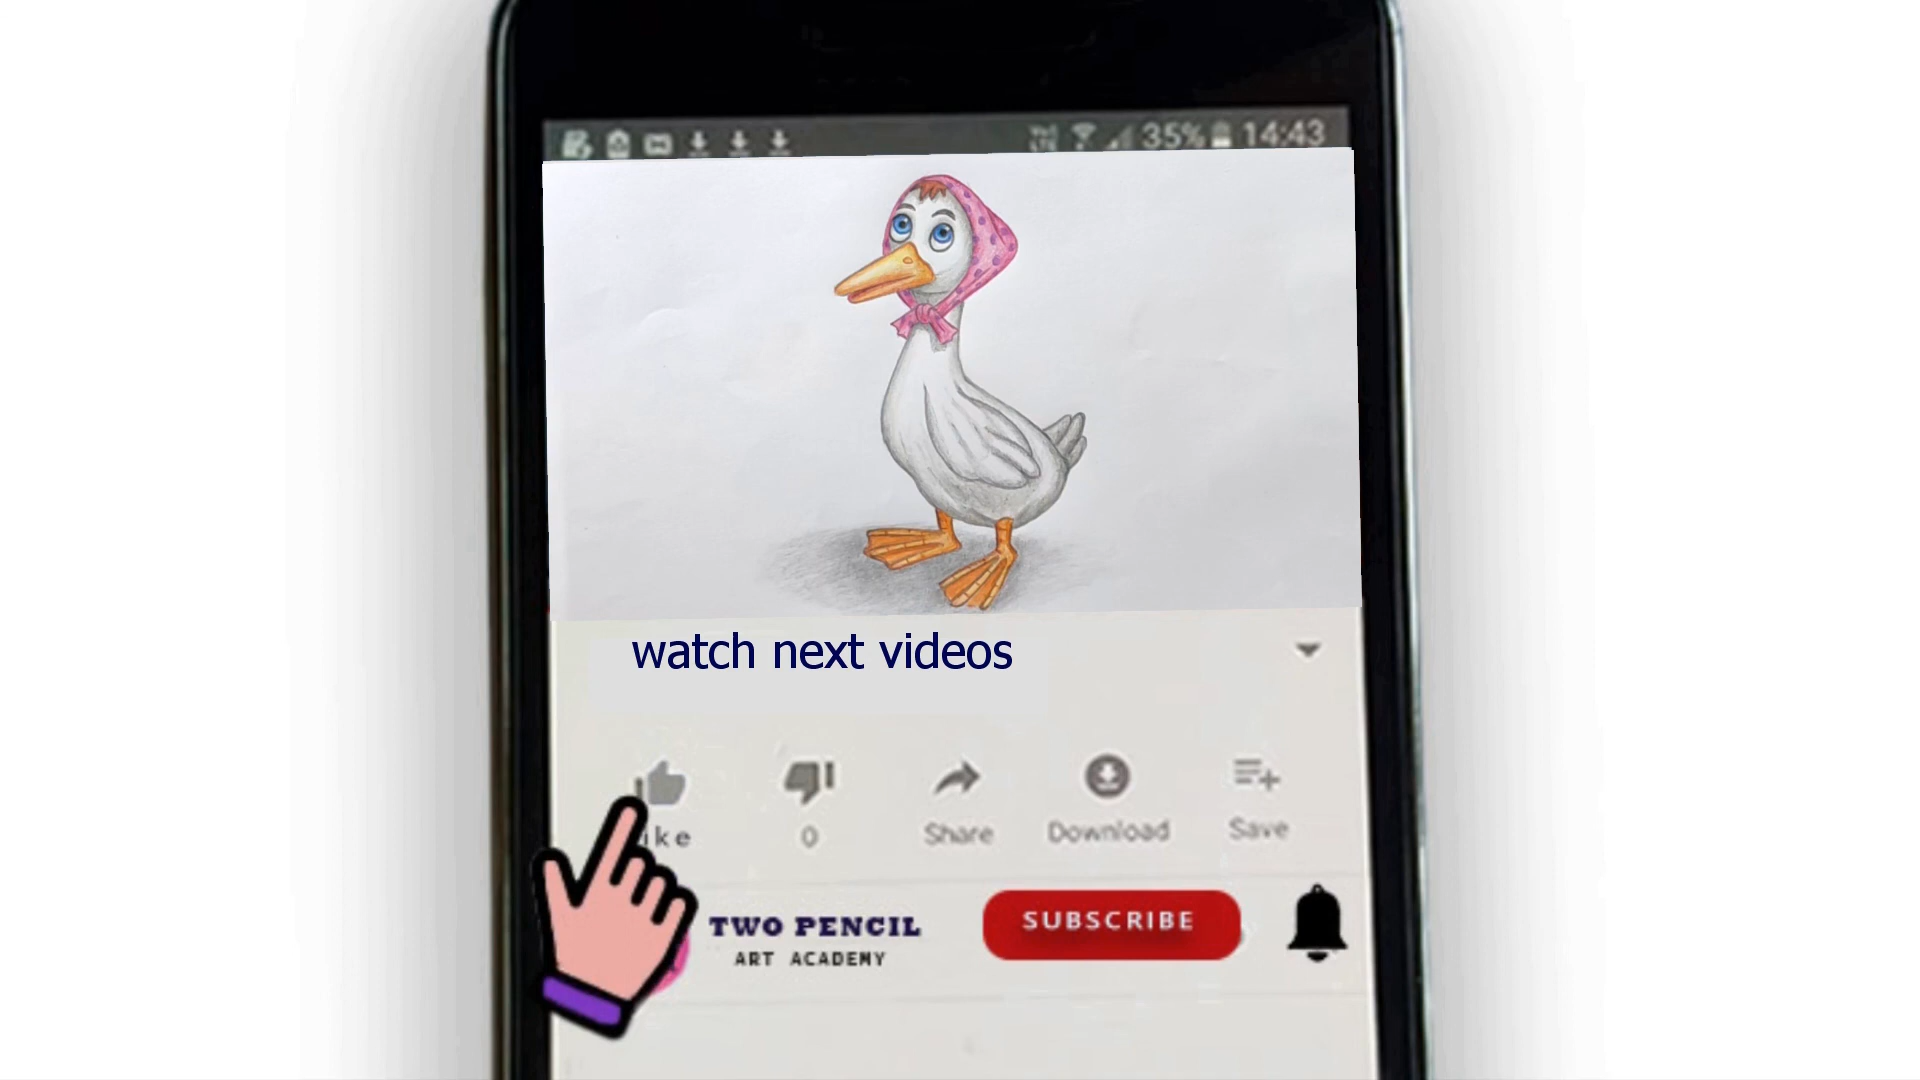 35% 14:43
watch next videos
ike
0
Share
Download
Save
TWO PENCIL
ART ACADEMY
SUBSCRIBE